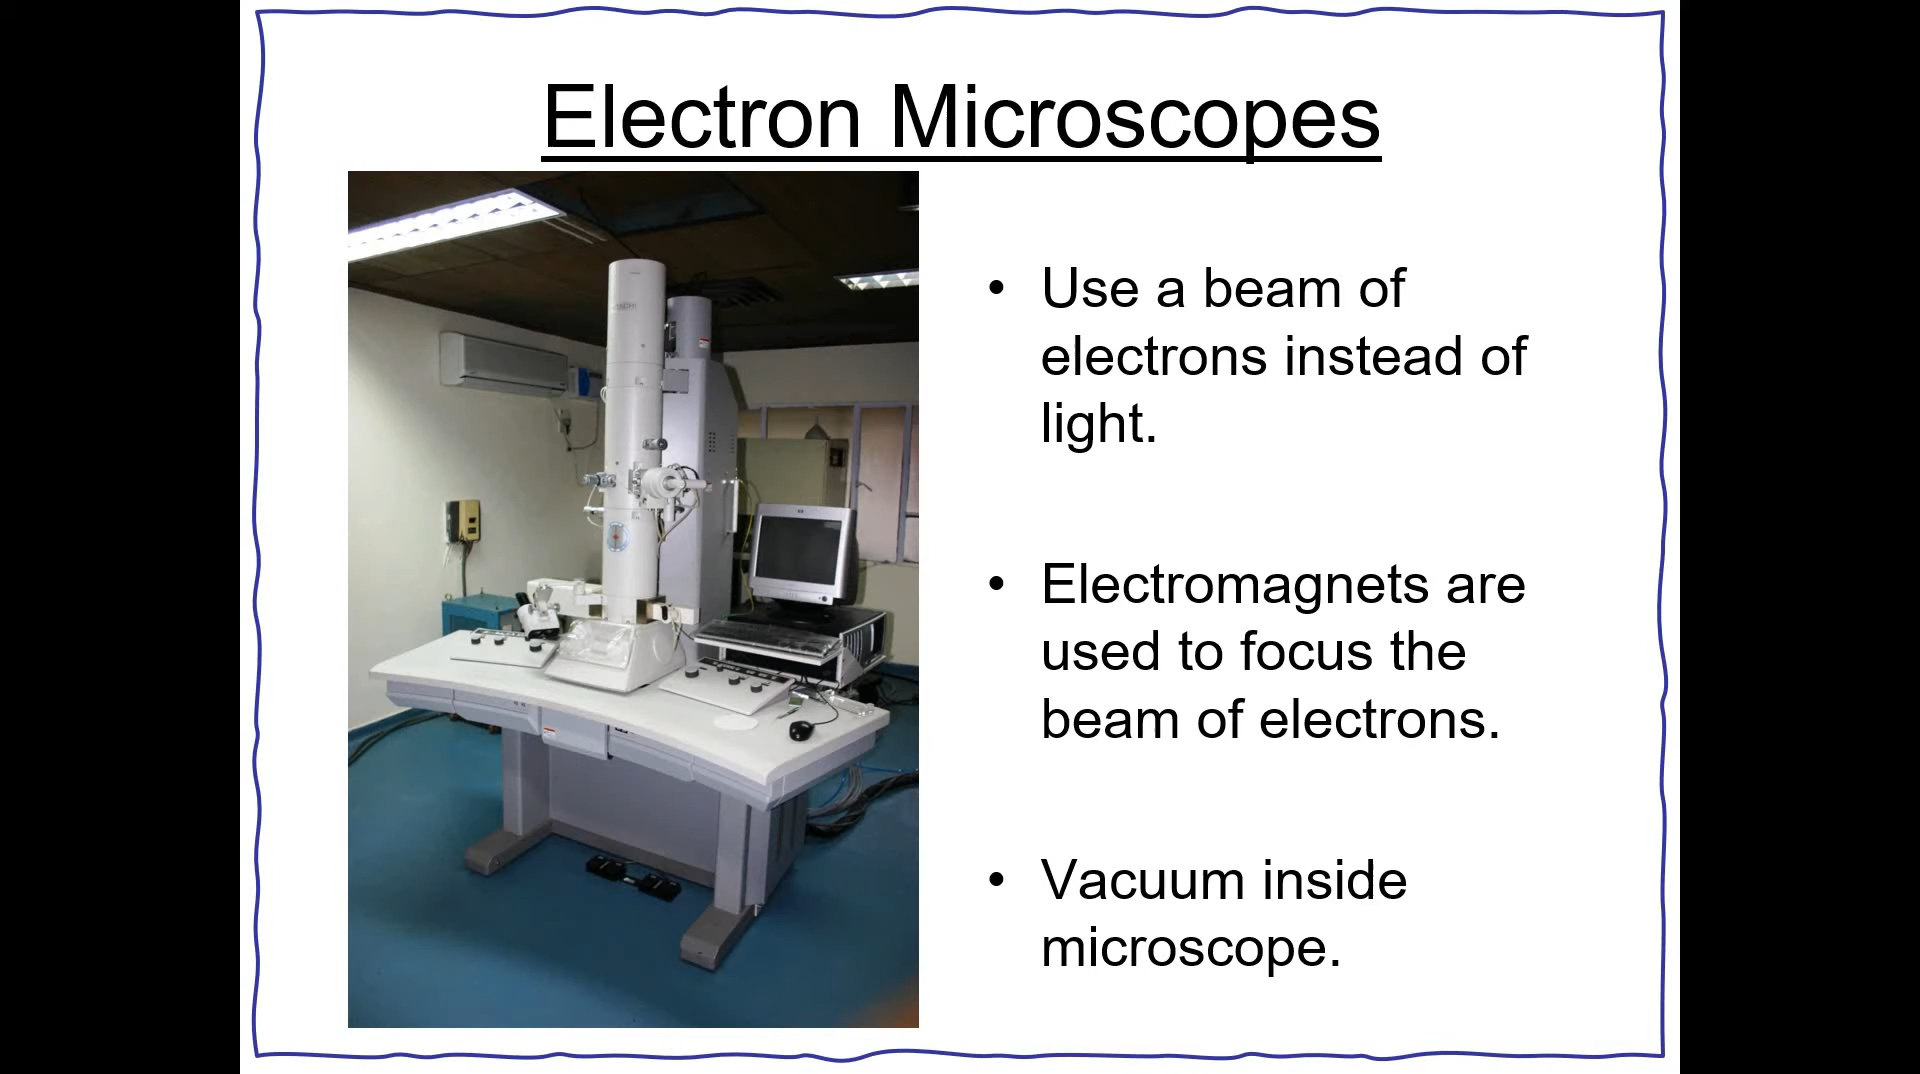 Electron Microscopes
• Use a beam of
electrons instead of
light.
• Electromagnets are
used to focus the
beam of electrons.
• Vacuum inside
microscope.